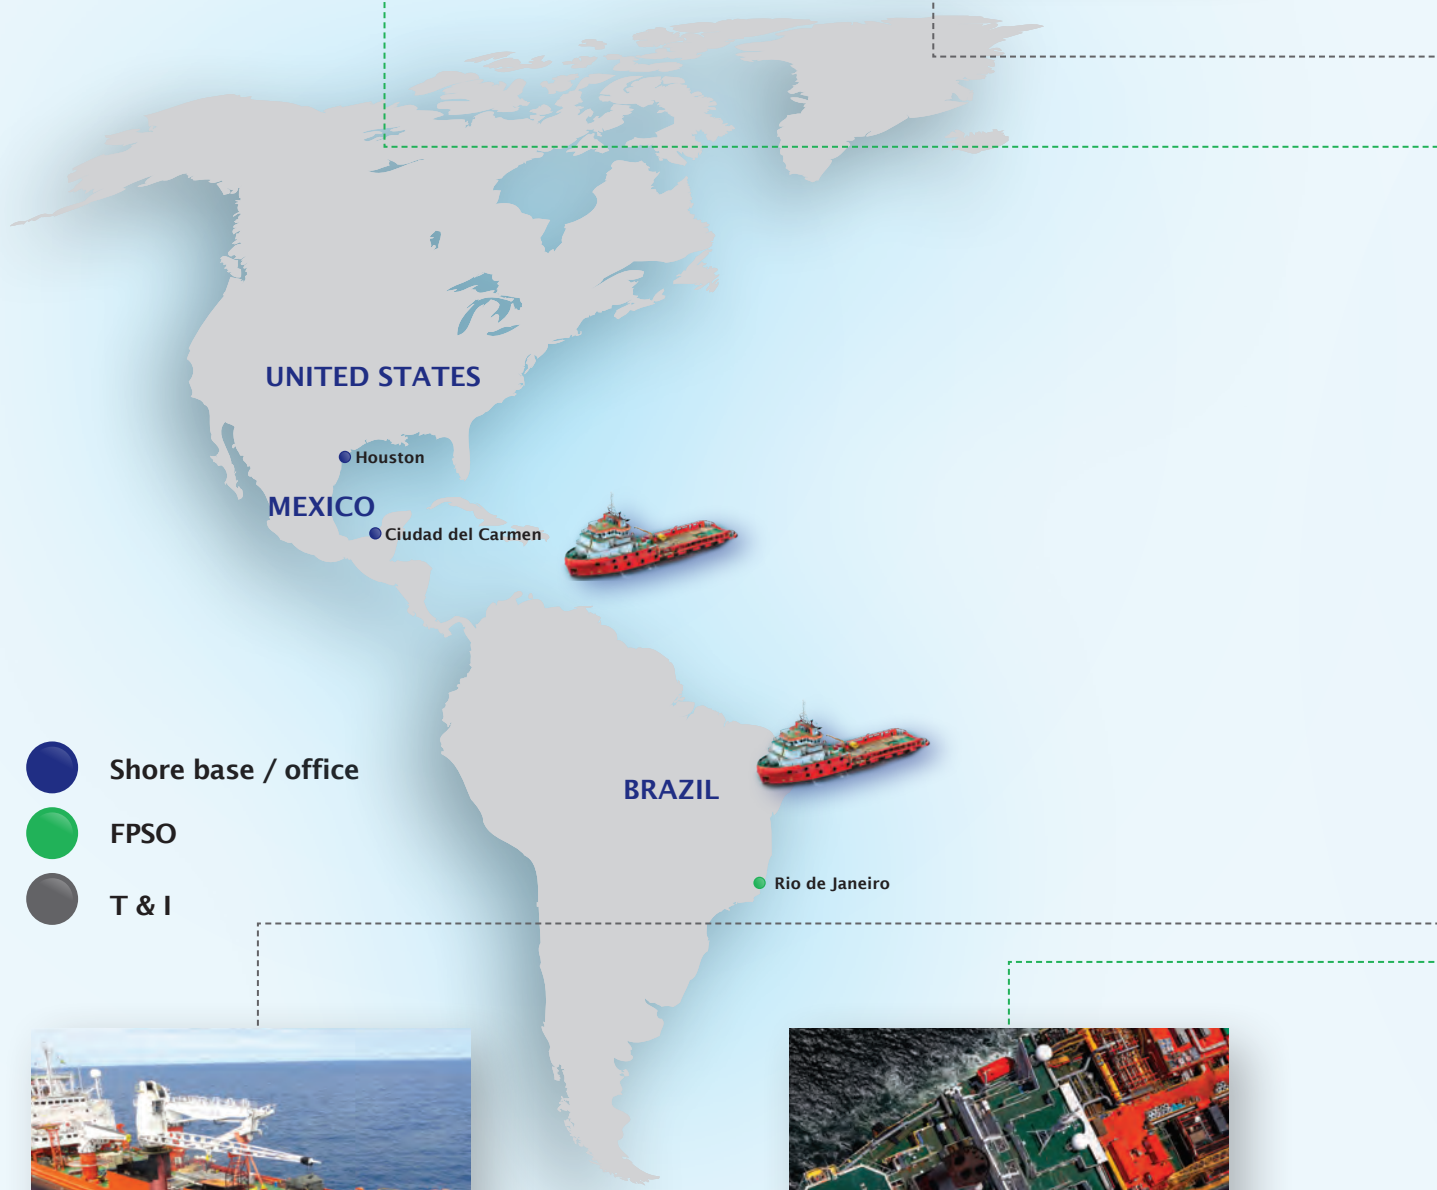 UNITED STATES
Houston
MEXICO
Ciudad del Carmen
Shore base / office
BRAZIL
FPSO
Rio de Janeiro
T & I